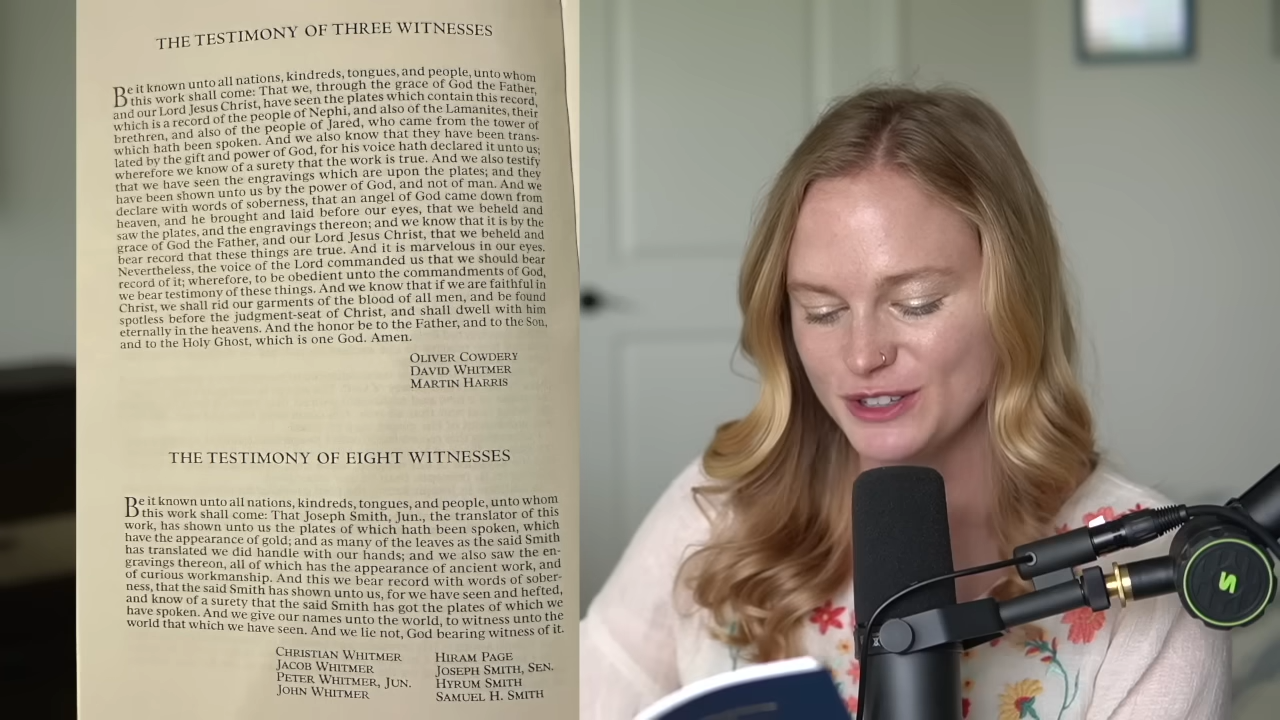 THE TESTIMONY OF THREE WITNESSES
Be it known unto all nations, kindreds, tongues, and people, unto whom
this work shall come: That we, through the grace of God the Father,
and our Lord Jesus Christ, have seen the plates which contain this record,
which is a record of the people of Nephi, and also of the Lamanites, their
brethren, and also of the people of Jared, who came from the tower of
which hath been spoken. And we also know that they have been trans-
lated by the gift and power of God, for his voice hath declared it unto us;
wherefore we know of a surety that the work is true. And we also testify
that we have seen the engravings which are upon the plates; and they
have been shown unto us by the power of God, and not of man. And we
declare with words of soberness, that an angel of God came down from
heaven, and he brought and laid before our eyes, that we beheld and
saw the plates, and the engravings thereon; and we know that it is by the
grace of God the Father, and our Lord Jesus Christ, that we beheld and
bear record that these things are true. And it is marvelous in our eyes.
Nevertheless, the voice of the Lord commanded us that we should bear
record of it; wherefore, to be obedient unto the commandments of God,
we bear testimony of these things. And we know that if we are faithful in
Christ, we shall rid our garments of the blood of all men, and be found
spotless before the judgment-seat of Christ, and shall dwell with him
eternally in the heavens. And the honor be to the Father, and to the Son,
and to the Holy Ghost, which is one God. Amen.
OLIVER COWDERY
DAVID WHITMER
MARTIN HARRIS
THE TESTIMONY OF EIGHT WITNESSES
Be it known unto all nations, kindreds, tongues, and people, unto whom
this work shall come: That Joseph Smith, Jun., the translator of this
work, has shown unto us the plates of which hath been spoken, which
have the appearance of gold; and as many of the leaves as the said Smith
has translated we did handle with our hands; and we also saw the en-
gravings thereon, all of which has the appearance of ancient work, and
of curious workmanship. And this we bear record with words of sober-
ness, that the said Smith has shown unto us, for we have seen and hefted,
and know of a surety that the said Smith has got the plates of which we
have spoken. And we give our names unto the world, to witness unto the
world that which we have seen. And we lie not, God bearing witness of it.
CHRISTIAN WHITMER
JACOB WHITMER
PETER WHITMER, JUN.
JOHN WHITMER
HIRAM PAGE
JOSEPH SMITH, SEN.
HYRUM SMITH
SAMUEL H. SMITH